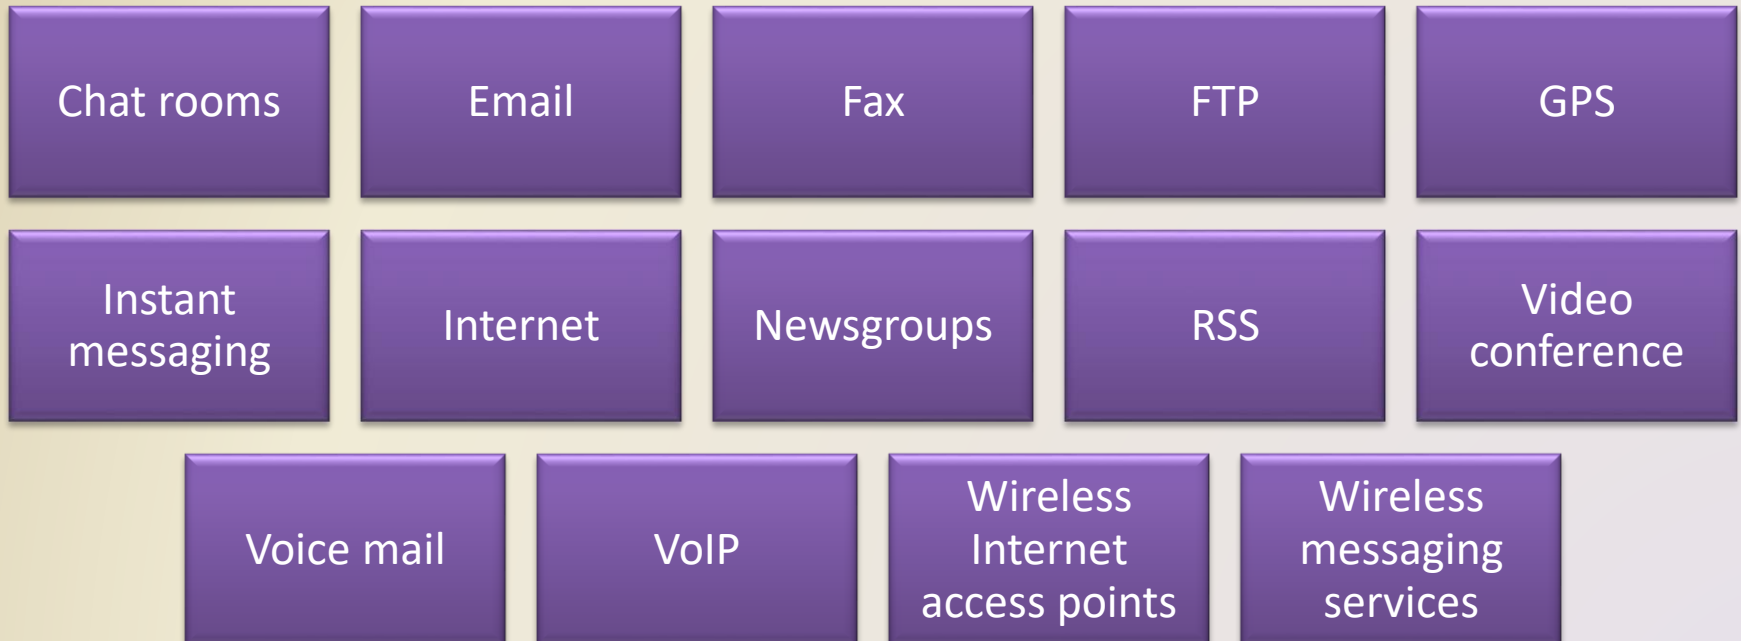 Chat rooms
Email
Fax
FTP
GPS
Instant
messaging
Internet
Newsgroups
RSS
Video
conference
Voice mail
VoIP
Wireless
Internet
access points
Wireless
messaging
services